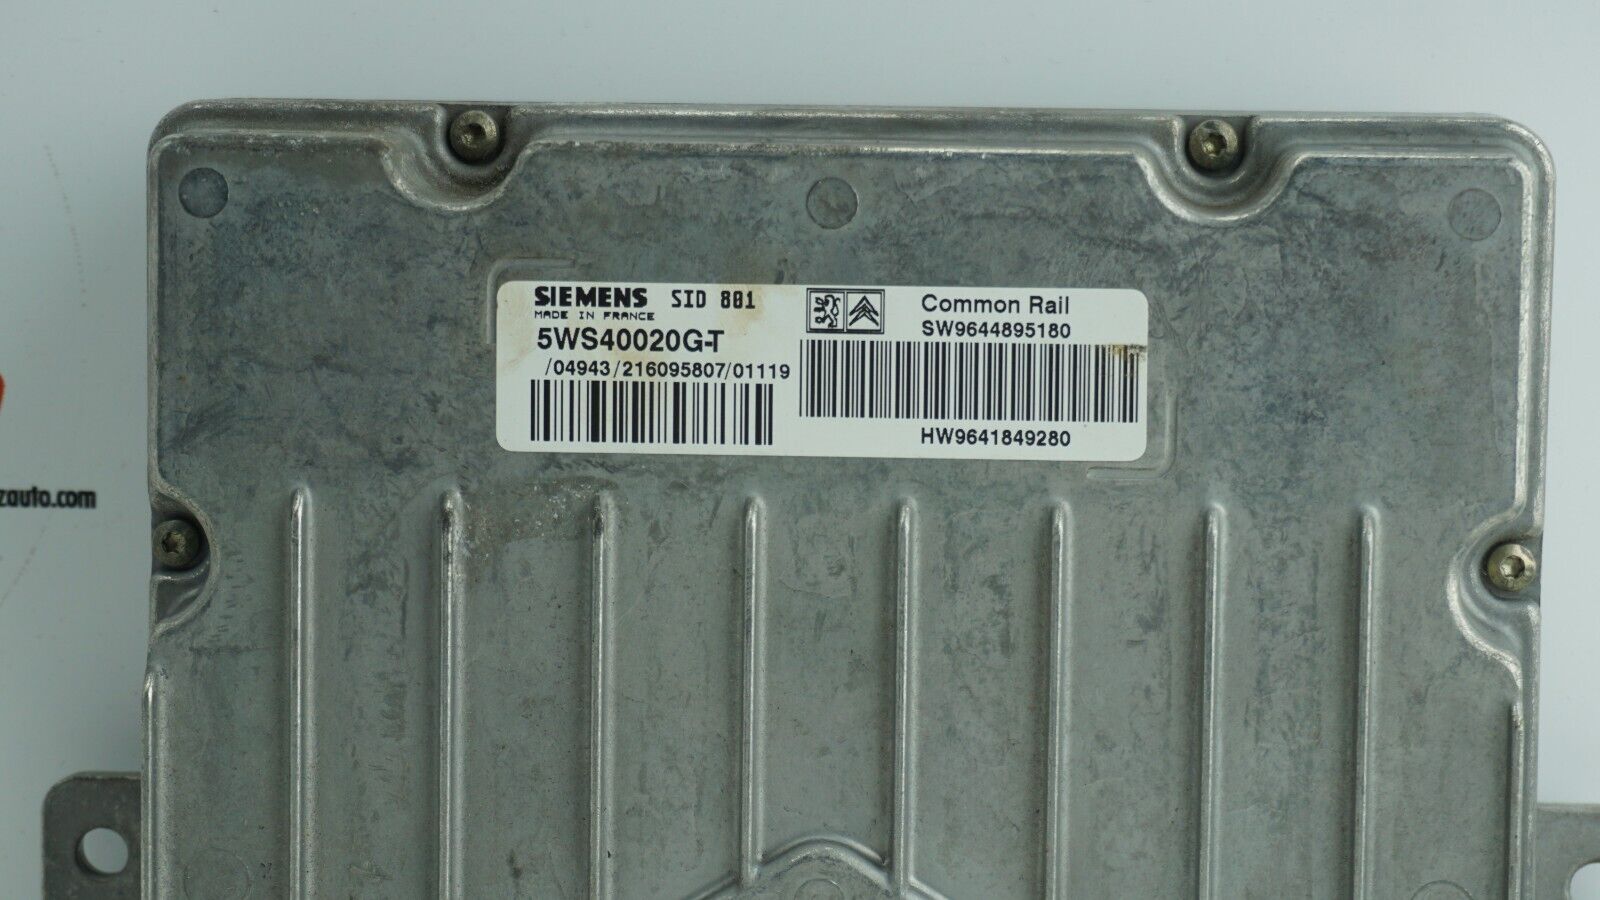 SIEMENS SID 801
MADE IN FRANCE
5WS40020G-T
/04943/216095807/01119
Common Rail
SW9644895180
HW9641849280
zauto.com